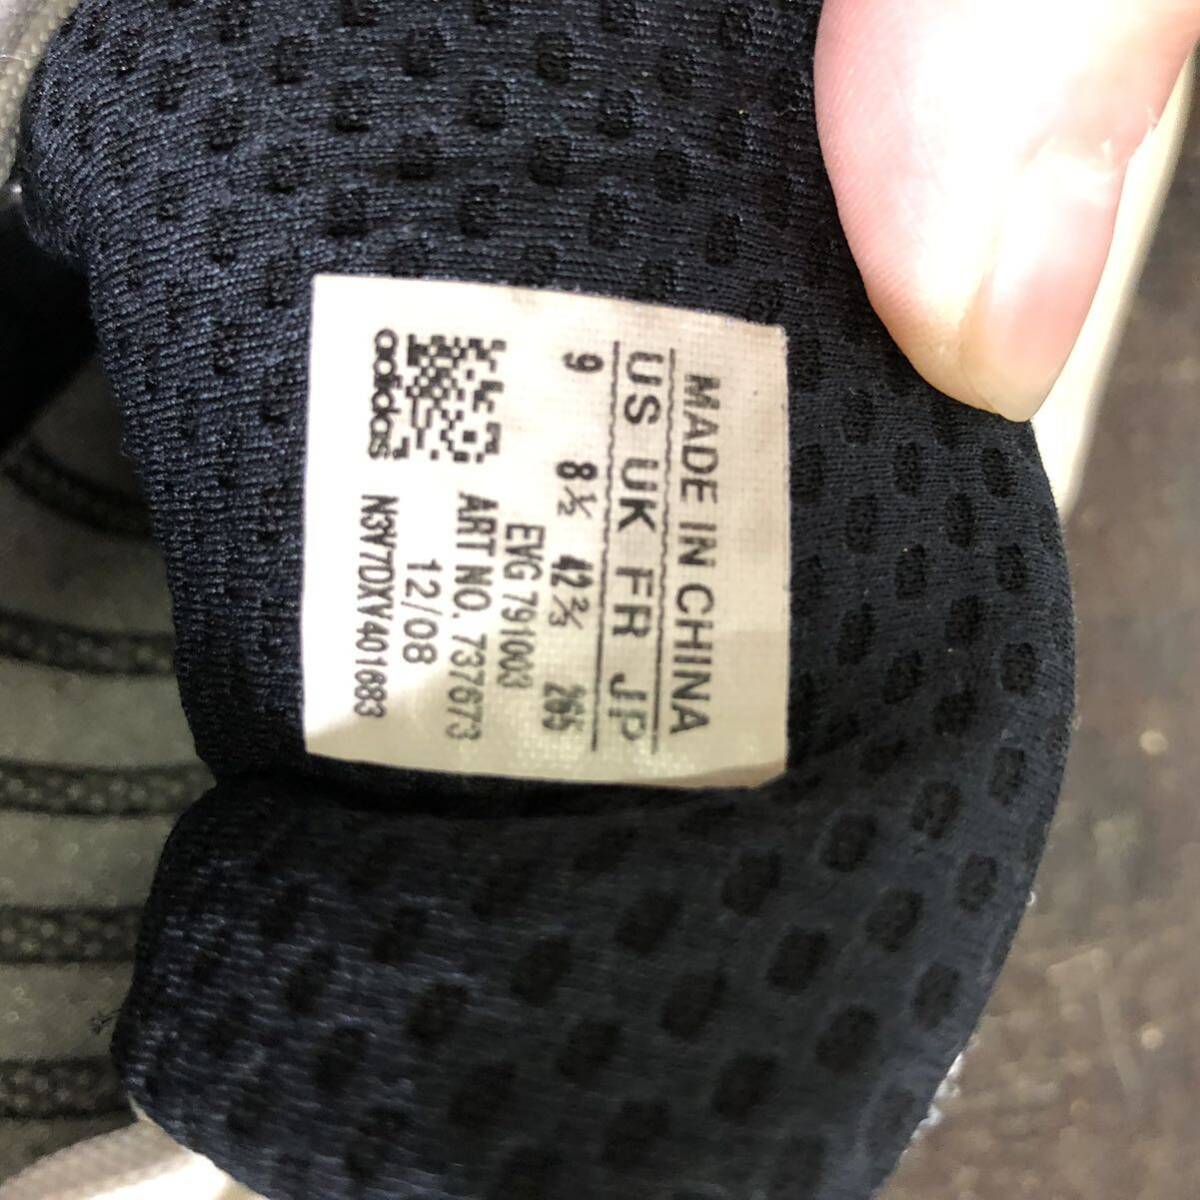 MADE IN CHINA
US UK FR JP
9 8½ 42⅔ 265
EVG 791003
ART NO. 737673
12/08
adidas N3Y7DXV401683